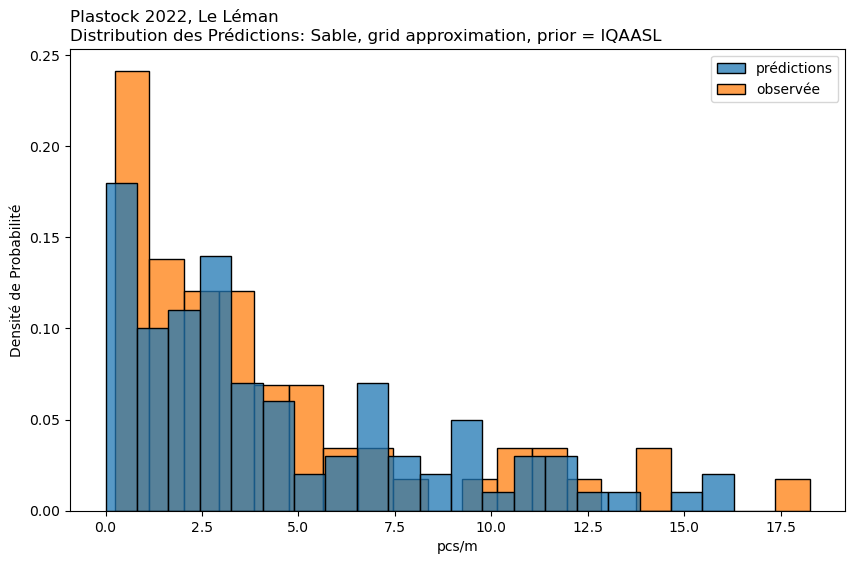 Plastock 2022, Le Léman
Distribution des Prédictions: Sable, grid approximation, prior = IQAASL
prédictions
observée
Densité de Probabilité
0.25
0.20
0.15
0.10
0.05
0.00
0.0 2.5 5.0 7.5 10.0 12.5 15.0 17.5
pcs/m